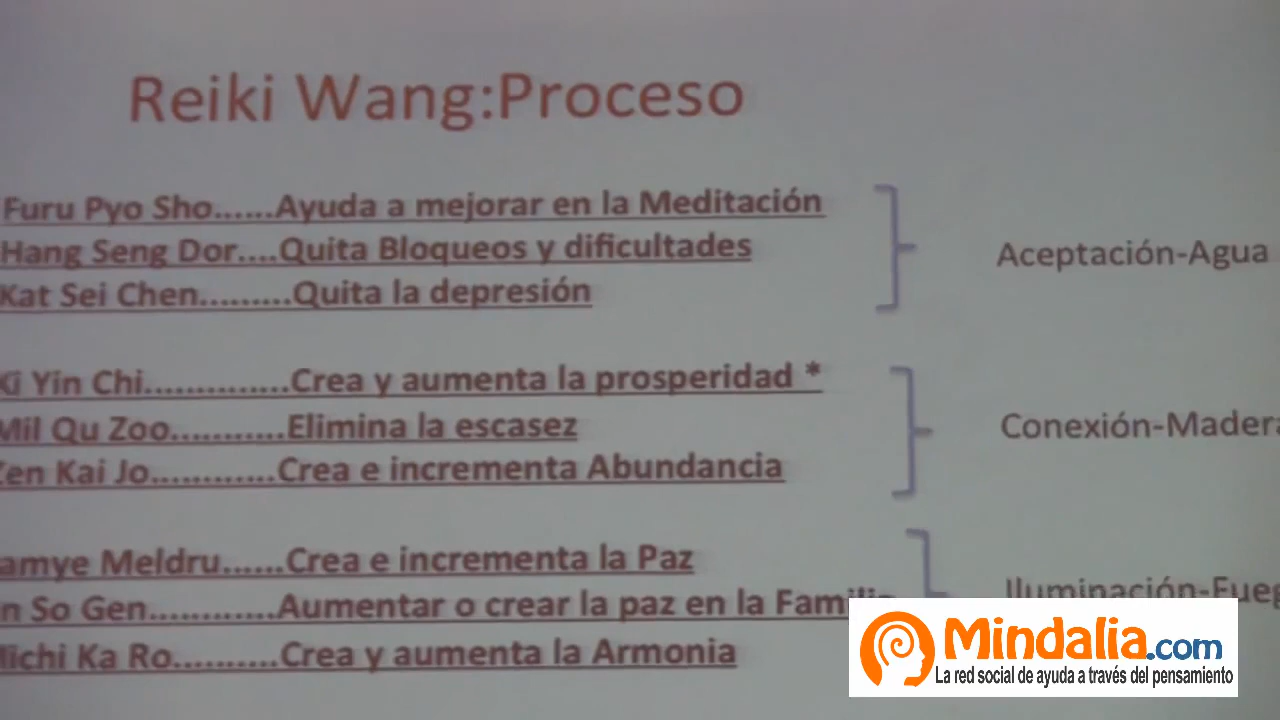 Reiki Wang:Proceso
Furu Pyo Sho......Ayuda a mejorar en la Meditación
Hang Seng Dor....Quita Bloqueos y dificultades
Kat Sei Chen.........Quita la depresión
Aceptación-Agua
Yin Chi..............Crea y aumenta la prosperidad *
Mil Qu Zoo...........Elimina la escasez
Kai Jo............Crea e incrementa Abundancia
Conexión-Madera
Meldru......Crea e incrementa la Paz
So Gen............Aumentar o crear la paz en la
Ka Ro..........Crea y aumenta la Armonia
Mindalia.com
La red social de ayuda a través del pensamiento